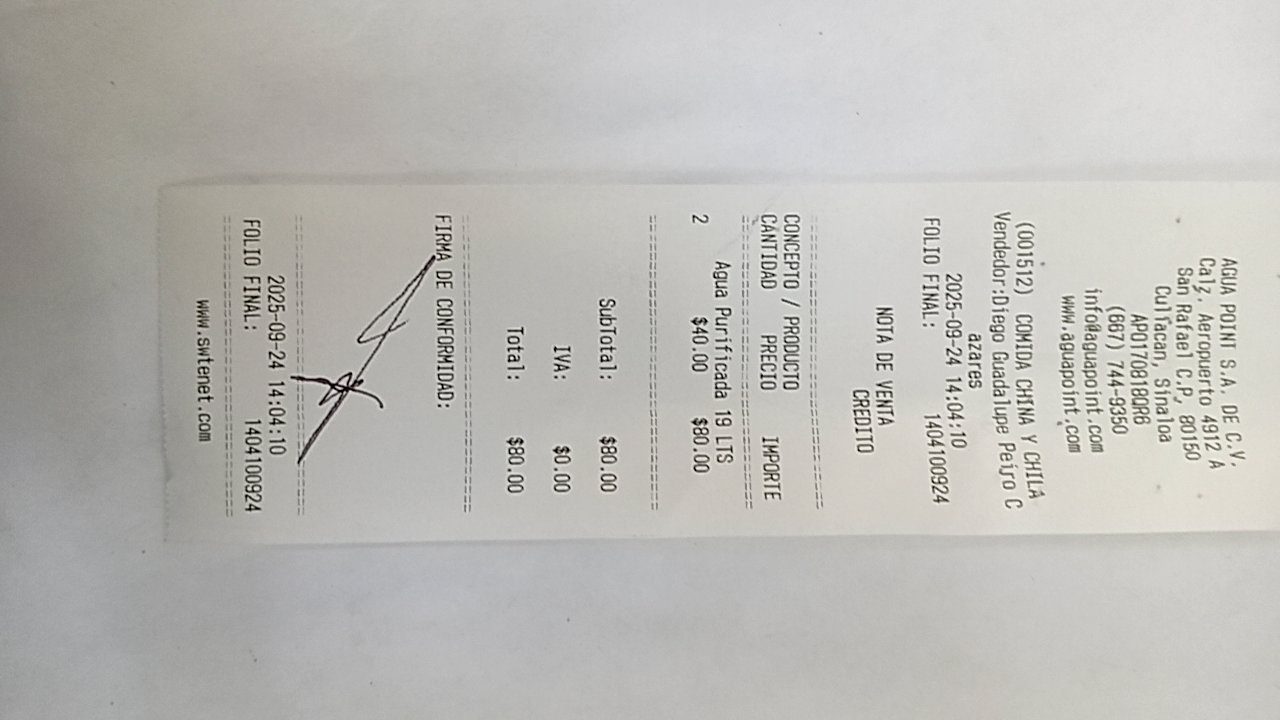 AGUA POINT S.A. DE C.V.
Calz. Aeropuerto 4912 A
San Rafael C.P. 80150
Culiacan, Sinaloa
APO170818QR6
(667) 744-9350
info@aguapoint.com
www.aguapoint.com
(001512) COMIDA CHINA Y CHILA
Vendedor:Diego Guadalupe Peiro C
azares
2025-09-24 14:04:10
FOLIO FINAL: 1404100924
NOTA DE VENTA
CREDITO
================================
CONCEPTO / PRODUCTO
CANTIDAD PRECIO IMPORTE
================================
Agua Purificada 19 LTS
2 $40.00 $80.00
================================
SubTotal: $80.00
IVA: $0.00
Total: $80.00
================================
FIRMA DE CONFORMIDAD:
================================
2025-09-24 14:04:10
FOLIO FINAL: 1404100924
================================
www.swtenet.com